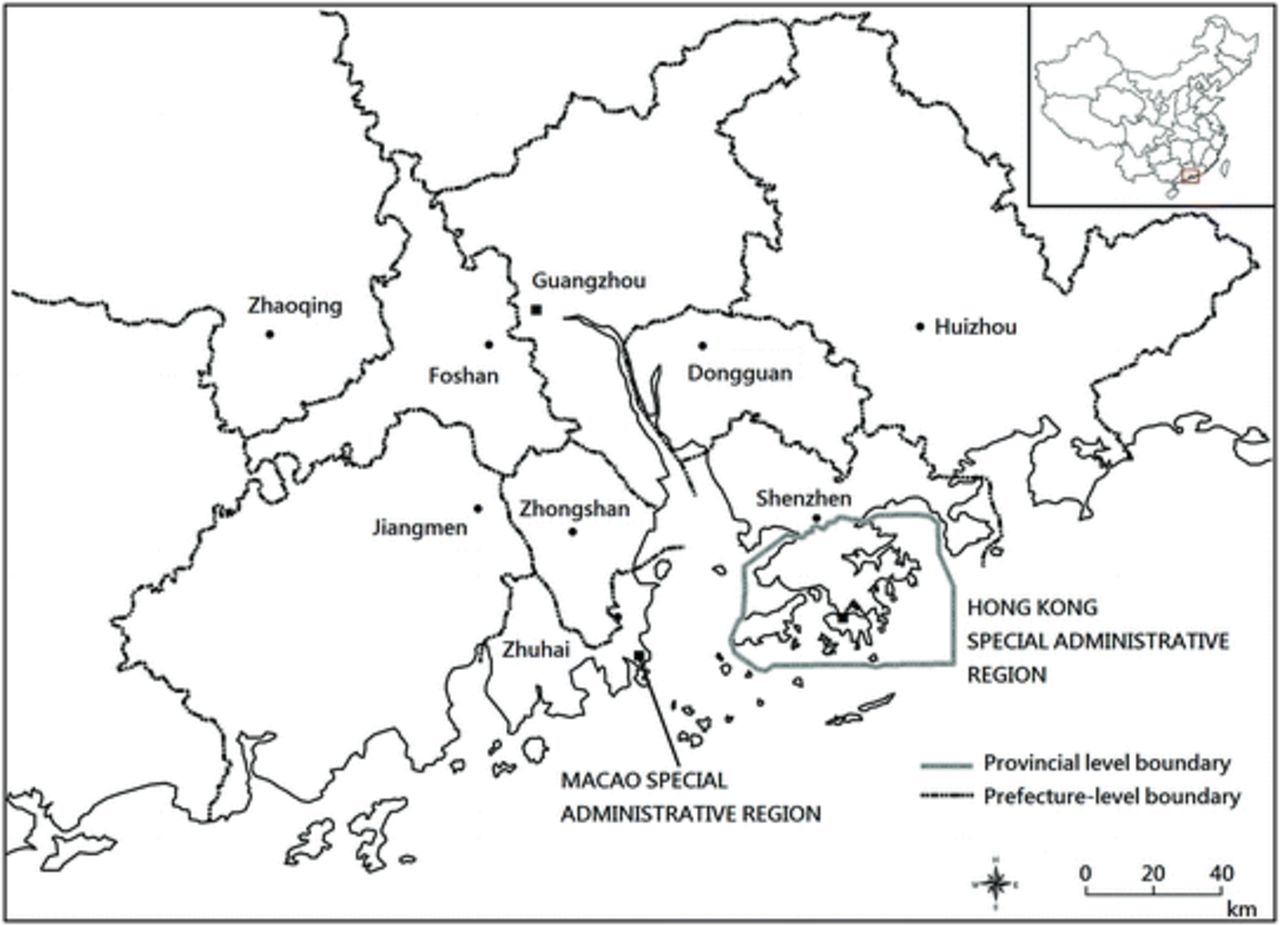 Guangzhou
Zhaoqing
Huizhou
Foshan
Dongguan
Shenzhen
Zhongshan
Jiangmen
HONG KONG
SPECIAL ADMINISTRATIVE
REGION
Zhuhai
MACAO SPECIAL
ADMINISTRATIVE REGION
Provincial level boundary
Prefecture-level boundary
0 20 40
km